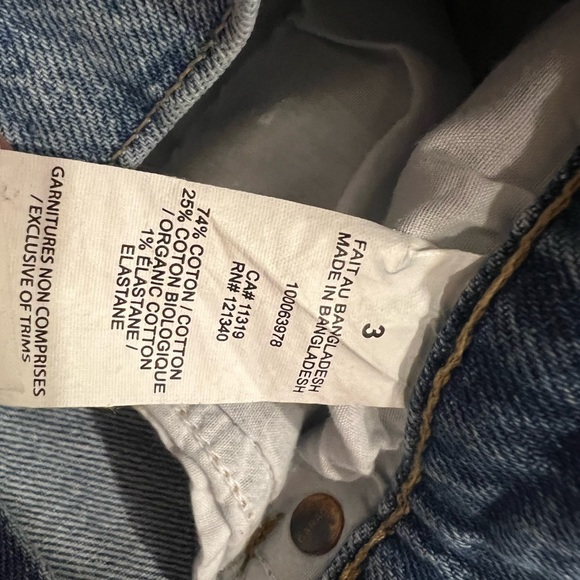 3
FAIT AU BANGLADESH
MADE IN BANGLADESH
100063978
CA# 11319
RN# 121340
74% COTON / COTTON
25% COTON BIOLOGIQUE
/ ORGANIC COTTON
1% ÉLASTANE /
ELASTANE
GARNITURES NON COMPRISES
/ EXCLUSIVE OF TRIMS